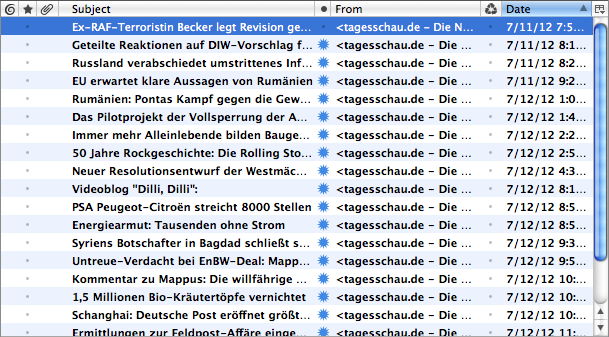 Subject From Date
Ex-RAF-Terroristin Becker legt Revision ge... <tagesschau.de - Die N... 7/11/12 7:5...
Geteilte Reaktionen auf DIW-Vorschlag f... <tagesschau.de - Die ... 7/11/12 8:1...
Russland verabschiedet umstrittenes Inf... <tagesschau.de - Die ... 7/11/12 8:2...
EU erwartet klare Aussagen von Rumänien <tagesschau.de - Die ... 7/11/12 9:2...
Rumänien: Pontas Kampf gegen die Gew... <tagesschau.de - Die ... 7/12/12 1:0...
Das Pilotprojekt der Vollsperrung der A... <tagesschau.de - Die ... 7/12/12 1:4...
Immer mehr Alleinlebende bilden Bauge... <tagesschau.de - Die ... 7/12/12 2:2...
50 Jahre Rockgeschichte: Die Rolling Sto... <tagesschau.de - Die ... 7/12/12 2:5...
Neuer Resolutionsentwurf der Westmäc... <tagesschau.de - Die ... 7/12/12 4:3...
Videoblog "Dilli, Dilli": <tagesschau.de - Die ... 7/12/12 8:1...
PSA Peugeot-Citroën streicht 8000 Stellen <tagesschau.de - Die ... 7/12/12 8:5...
Energiearmut: Tausenden ohne Strom <tagesschau.de - Die ... 7/12/12 8:5...
Syriens Botschafter in Bagdad schließt s... <tagesschau.de - Die ... 7/12/12 9:3...
Untreue-Verdacht bei EnBW-Deal: Mapp... <tagesschau.de - Die ... 7/12/12 9:5...
Kommentar zu Mappus: Die willfährige ... <tagesschau.de - Die ... 7/12/12 10:...
1,5 Millionen Bio-Kräutertöpfe vernichtet <tagesschau.de - Die ... 7/12/12 10:...
Schanghai: Deutsche Post eröffnet größt... <tagesschau.de - Die ... 7/12/12 10:...
Ermittlungen zur Feldpost-Affäre einge... <tagesschau.de - Die ... 7/12/12 11:...